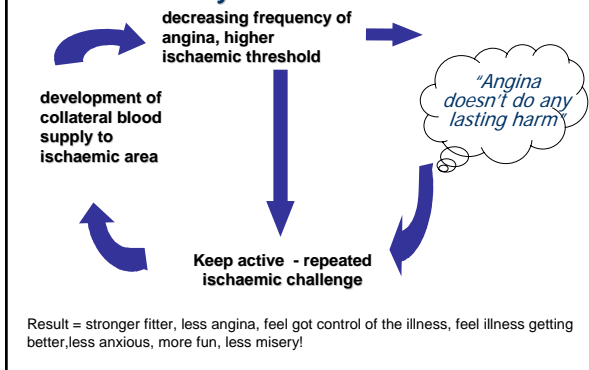 decreasing frequency of
angina, higher
ischaemic threshold
“Angina
doesn’t do any
lasting harm”
development of
collateral blood
supply to
ischaemic area
Keep active - repeated
ischaemic challenge
Result = stronger fitter, less angina, feel got control of the illness, feel illness getting
better,less anxious, more fun, less misery!